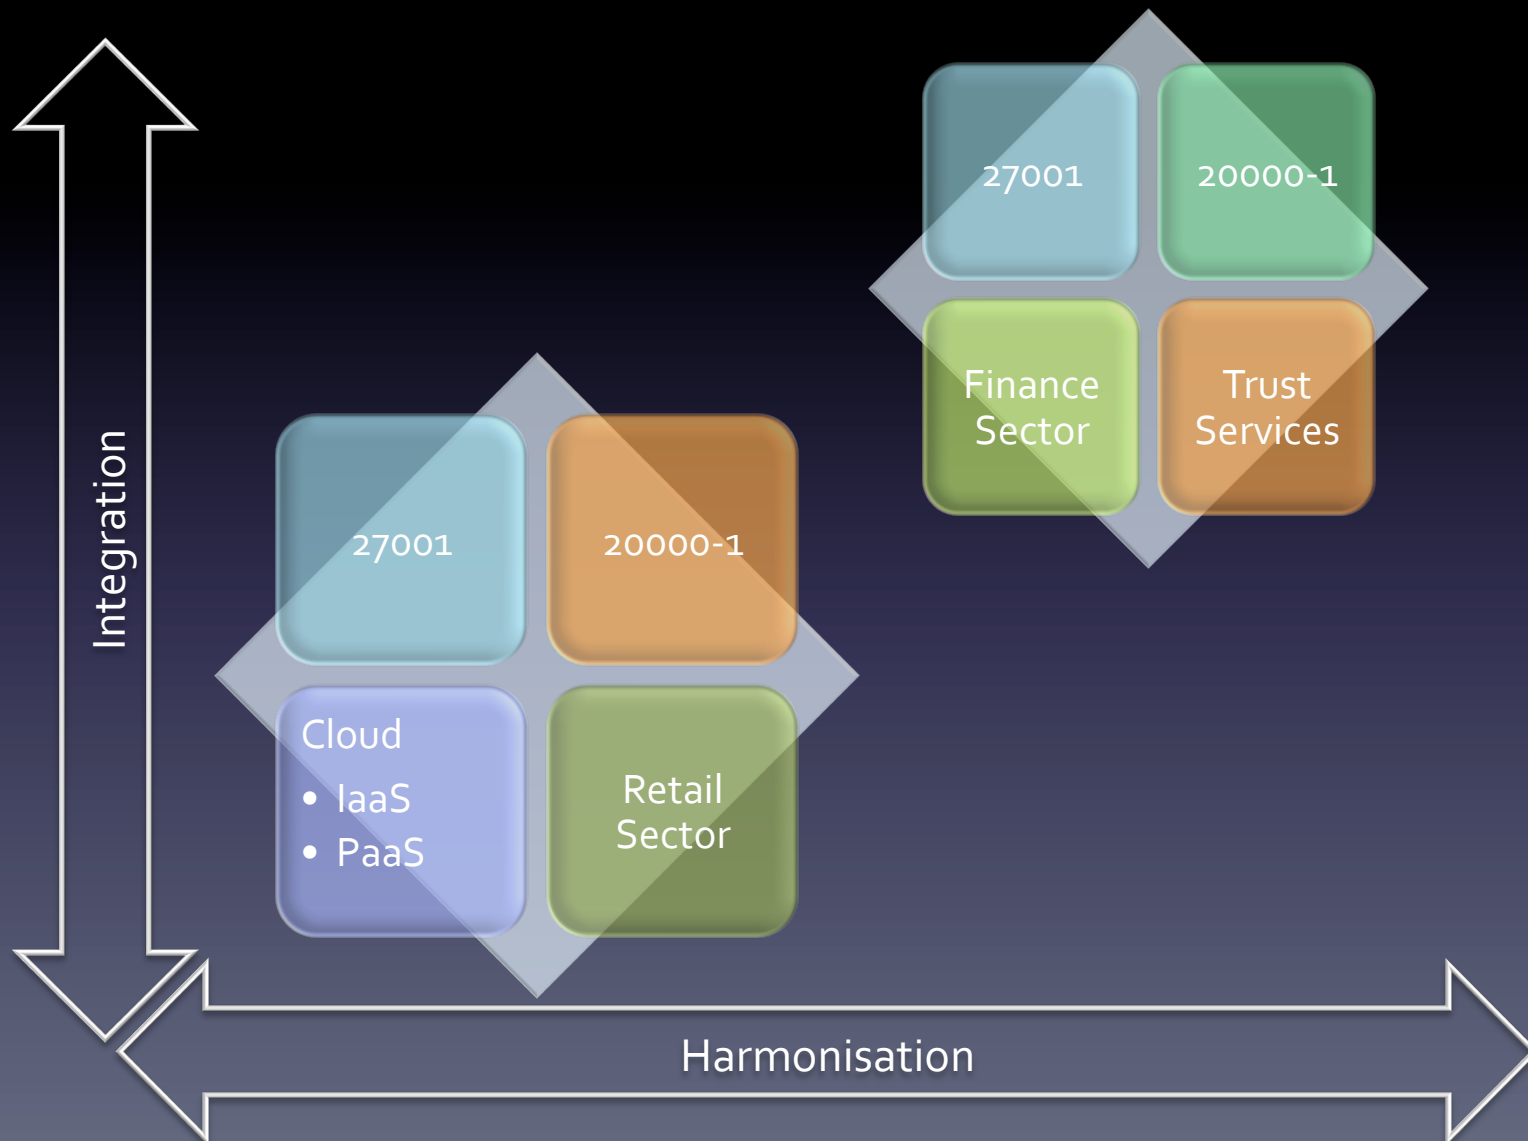 27001
20000-1
Finance
Sector
Trust
Services
27001
20000-1
Cloud
• IaaS
• PaaS
Retail
Sector
Integration
Harmonisation